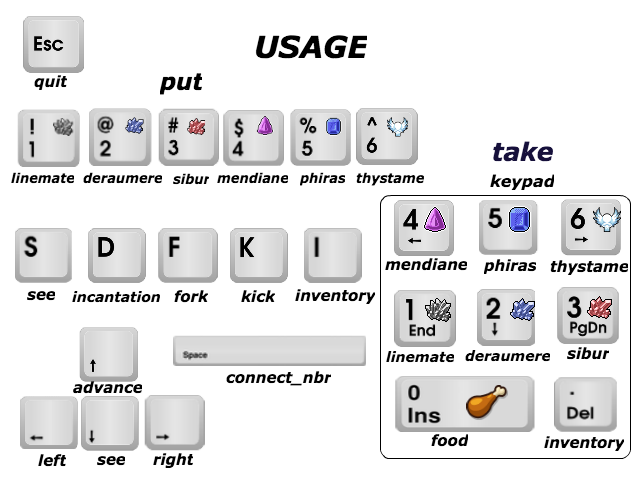 Esc
USAGE
quit
put
! 1
@ 2
# 3
$ 4
% 5
^ 6
linemate deraumere sibur mendiane phiras thystame
take
keypad
4 ←
5
6 →
mendiane phiras thystame
S D F K I
see incantation fork kick inventory
1 End
2 ↓
3 PgDn
linemate deraumere sibur
↑
advance
Space
connect_nbr
0 Ins
. Del
food inventory
← ↓ →
left see right